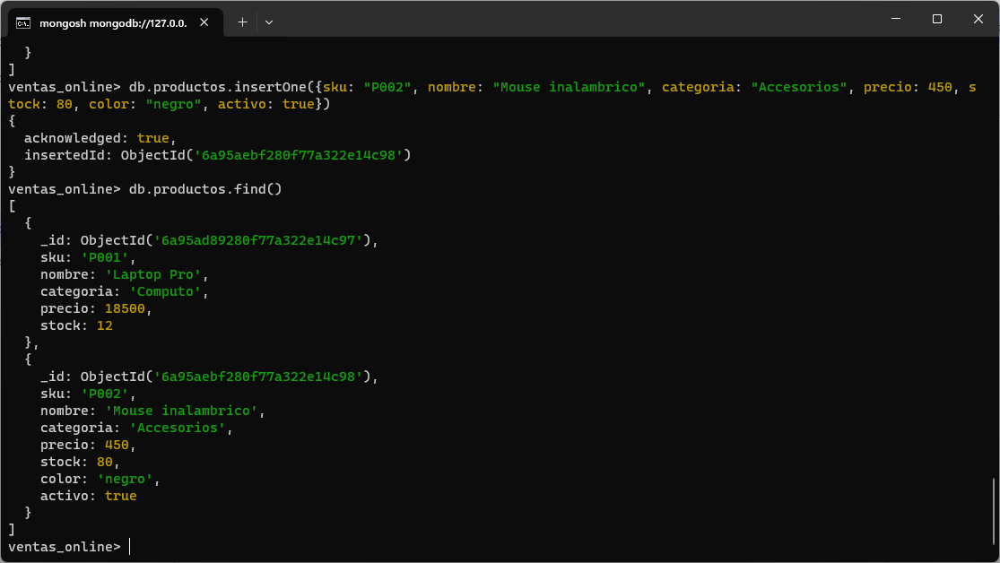 mongosh mongodb://127.0.0.
  }
]
ventas_online> db.productos.insertOne({sku: "P002", nombre: "Mouse inalambrico", categoria: "Accesorios", precio: 450, s
tock: 80, color: "negro", activo: true})
{
  acknowledged: true,
  insertedId: ObjectId('6a95aebf280f77a322e14c98')
}
ventas_online> db.productos.find()
[
  {
    _id: ObjectId('6a95ad89280f77a322e14c97'),
    sku: 'P001',
    nombre: 'Laptop Pro',
    categoria: 'Computo',
    precio: 18500,
    stock: 12
  },
  {
    _id: ObjectId('6a95aebf280f77a322e14c98'),
    sku: 'P002',
    nombre: 'Mouse inalambrico',
    categoria: 'Accesorios',
    precio: 450,
    stock: 80,
    color: 'negro',
    activo: true
  }
]
ventas_online>